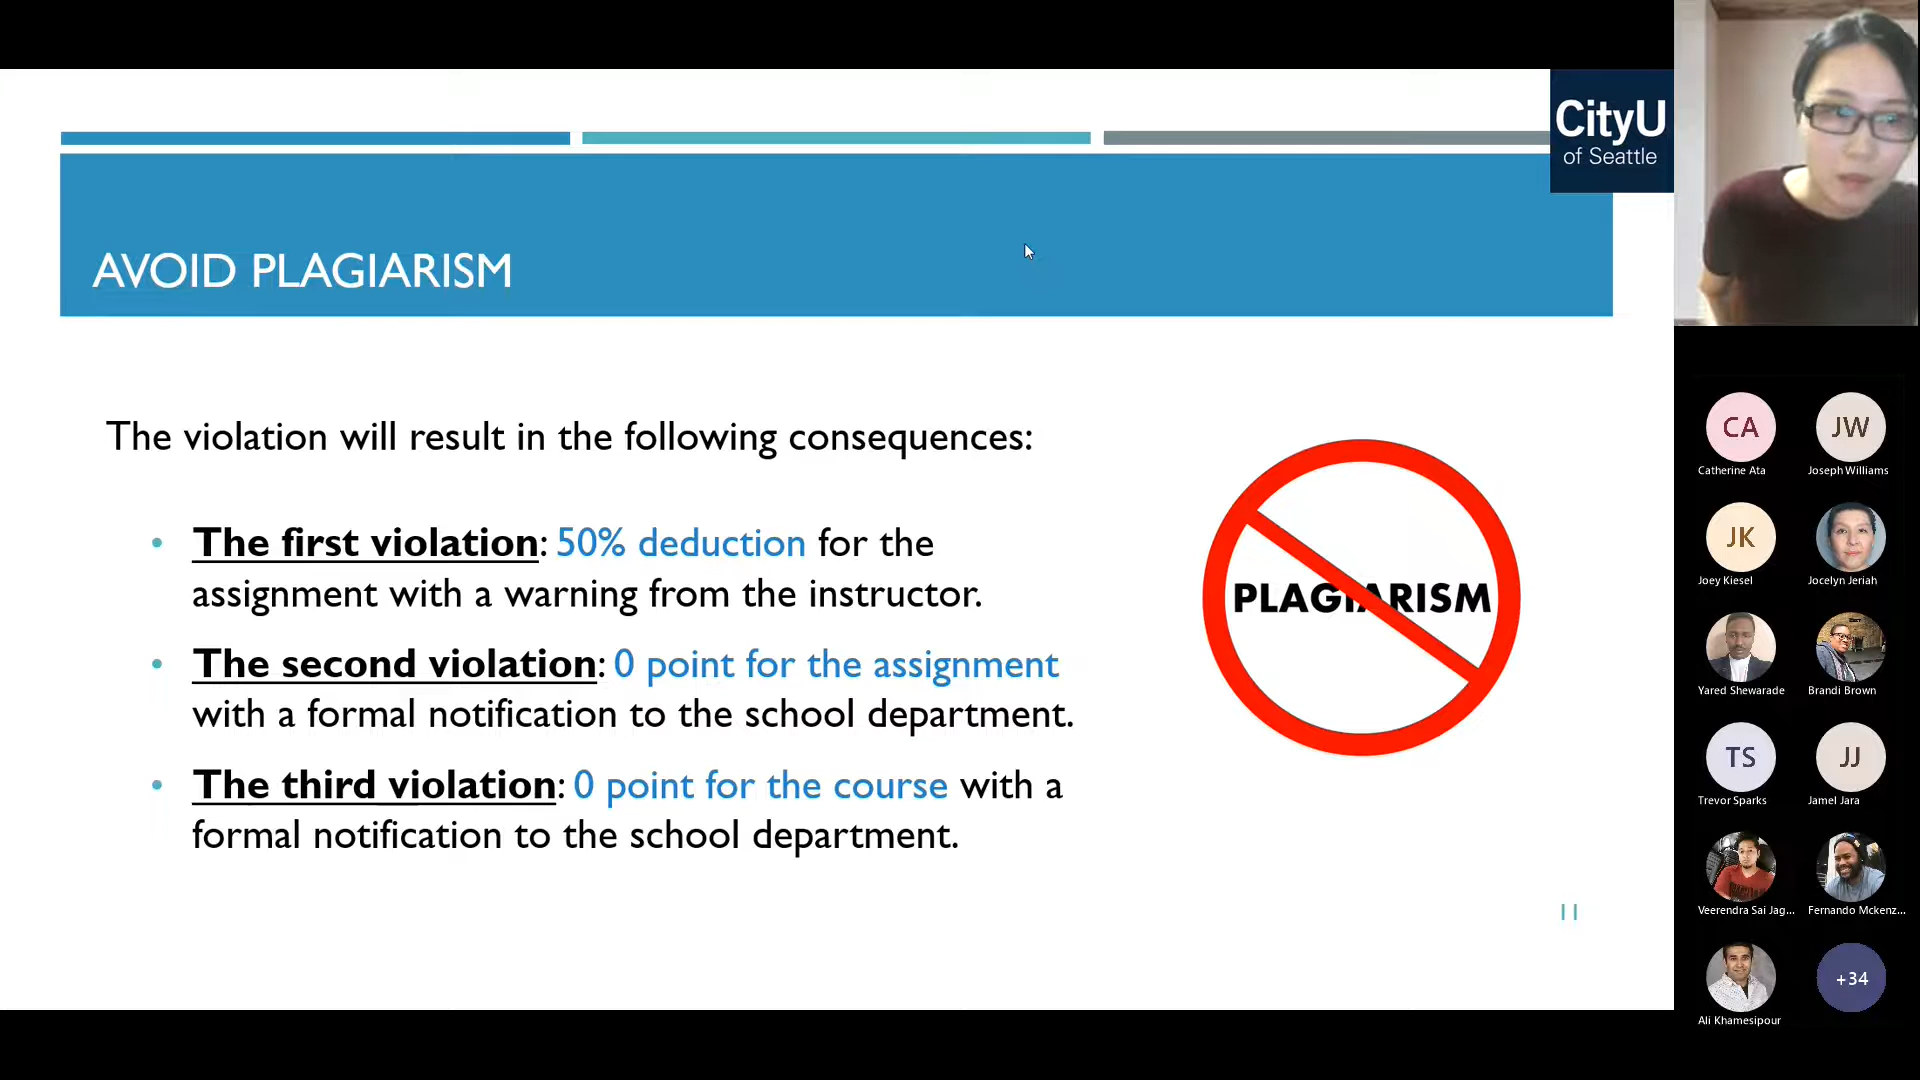 CityU
of Seattle
AVOID PLAGIARISM
The violation will result in the following consequences:
• The first violation: 50% deduction for the
assignment with a warning from the instructor.
• The second violation: 0 point for the assignment
with a formal notification to the school department.
• The third violation: 0 point for the course with a
formal notification to the school department.
PLAGIARISM
11
CA
Catherine Ata
JW
Joseph Williams
JK
Joey Kiesel
Jocelyn Jeriah
Yared Shewarade
Brandi Brown
TS
Trevor Sparks
JJ
Jamel Jara
Veerendra Sai Jag...
Fernando Mckenz...
Ali Khamesipour
+34